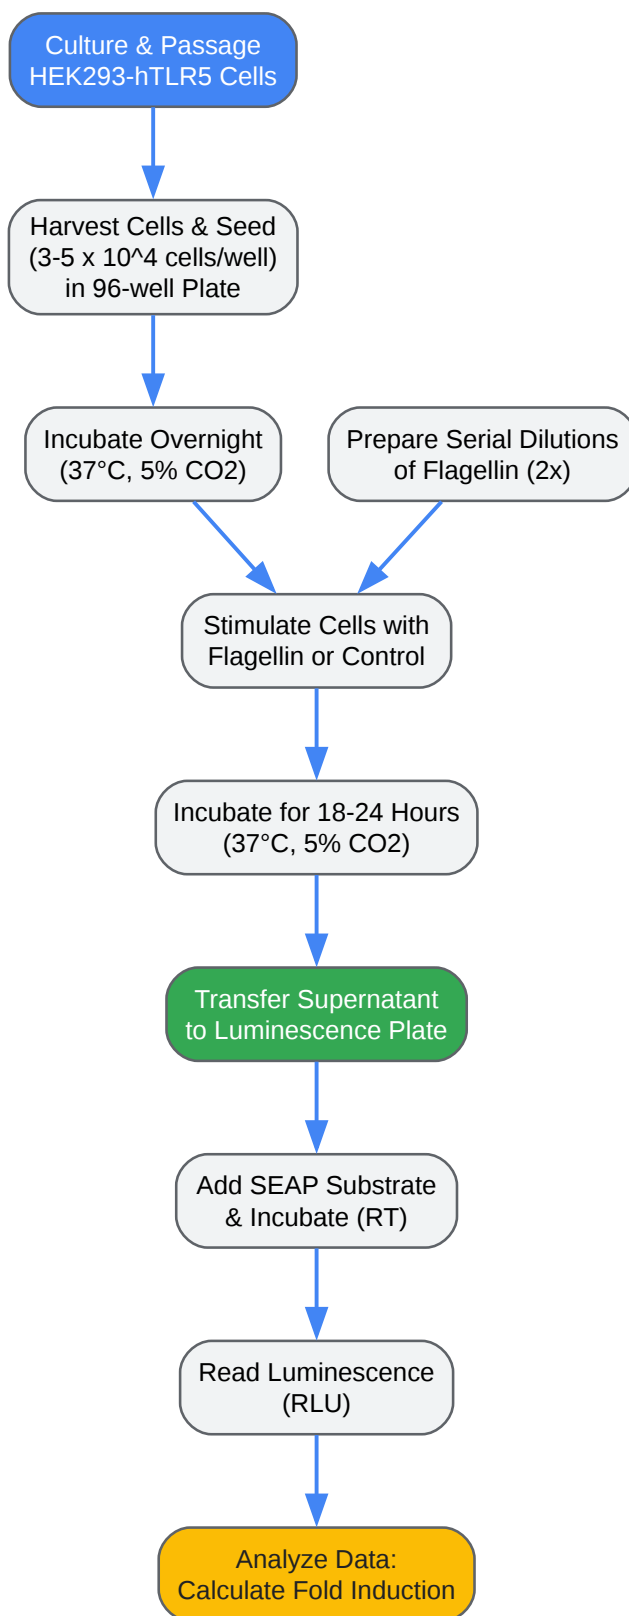 Culture & Passage
HEK293-hTLR5 Cells
Harvest Cells & Seed
(3-5 x 10^4 cells/well)
in 96-well Plate
Incubate Overnight
(37°C, 5% CO2)
Prepare Serial Dilutions
of Flagellin (2x)
Stimulate Cells with
Flagellin or Control
Incubate for 18-24 Hours
(37°C, 5% CO2)
Transfer Supernatant
to Luminescence Plate
Add SEAP Substrate
& Incubate (RT)
Read Luminescence
(RLU)
Analyze Data:
Calculate Fold Induction